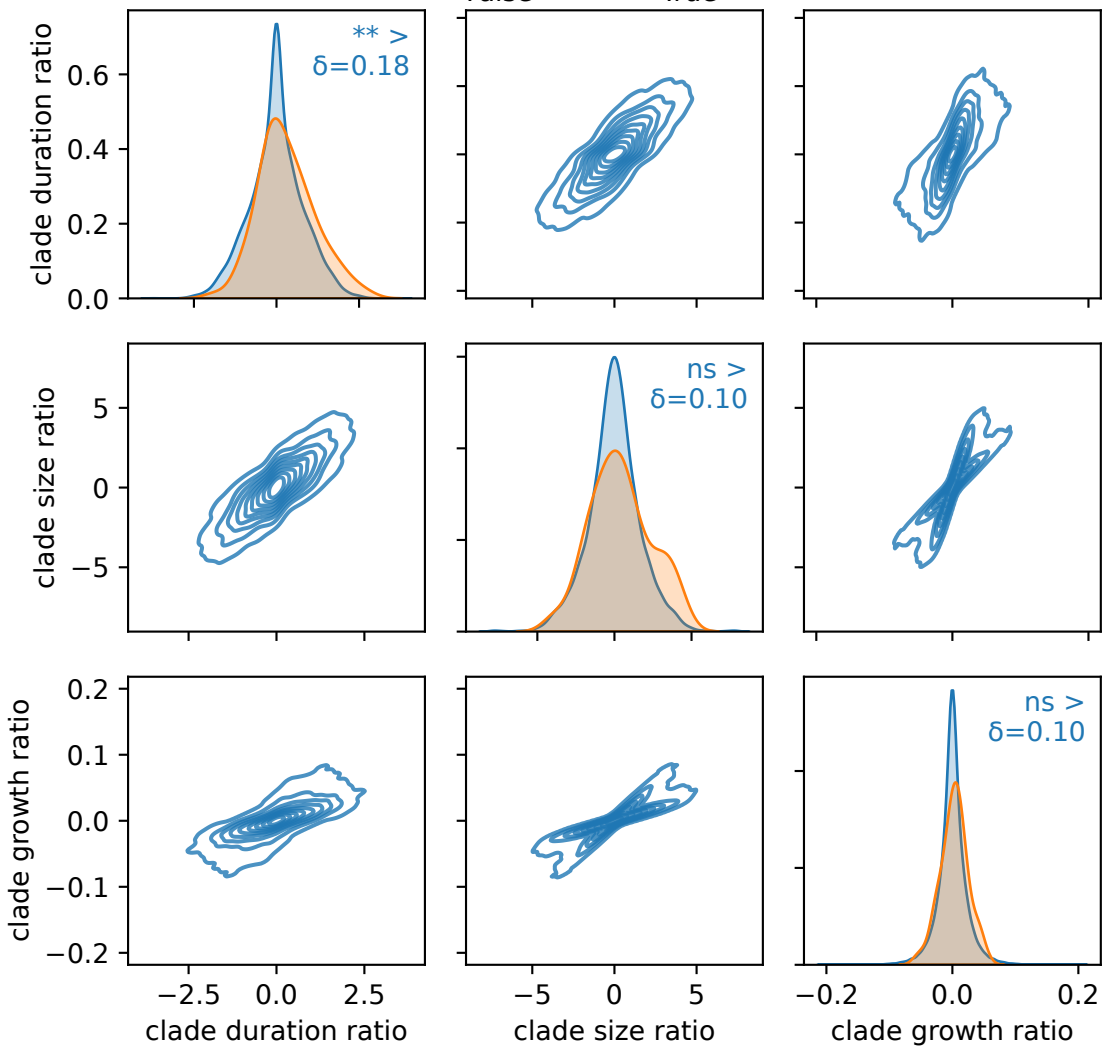 ** >
δ=0.18
clade duration ratio
0.6
0.4
0.2
0.0
ns >
δ=0.10
clade size ratio
5
0
−5
ns >
δ=0.10
clade growth ratio
0.2
0.1
0.0
−0.1
−0.2
−2.5 0.0 2.5
−5 0 5
−0.2 0.0 0.2
clade duration ratio
clade size ratio
clade growth ratio